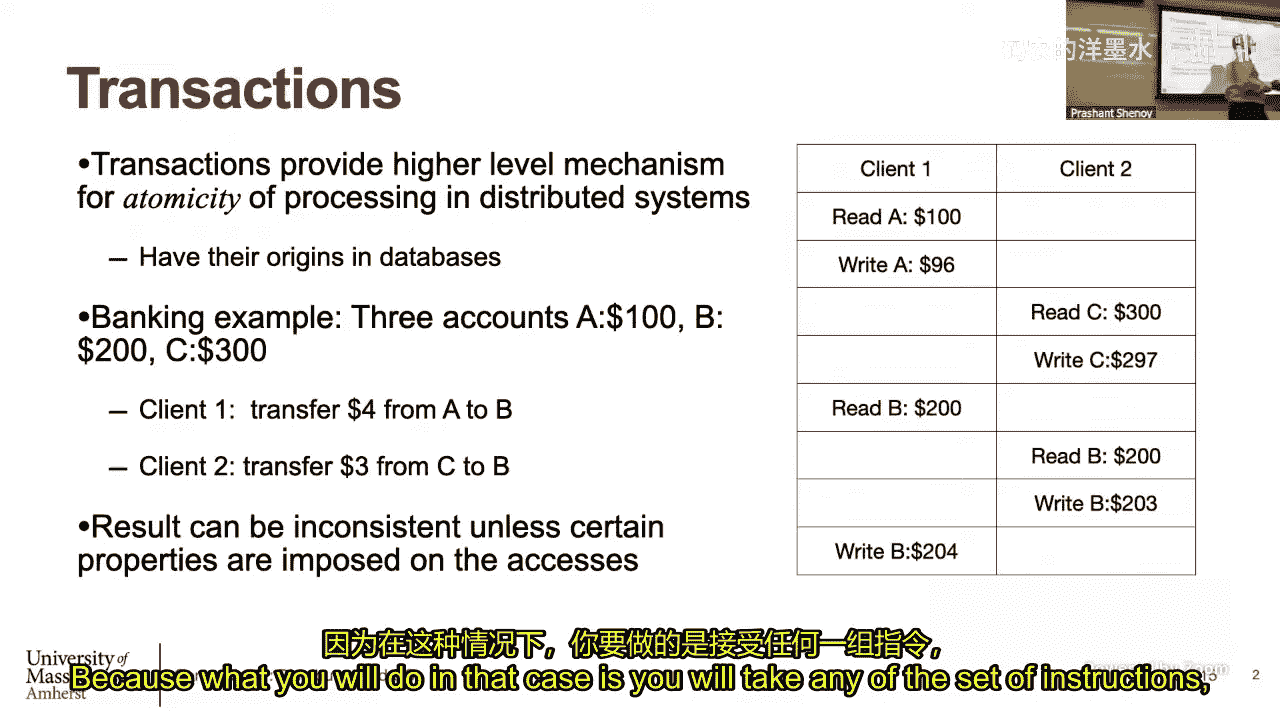 Transactions
•Transactions provide higher level mechanism
for atomicity of processing in distributed systems
– Have their origins in databases
•Banking example: Three accounts A:$100, B:
$200, C:$300
– Client 1: transfer $4 from A to B
– Client 2: transfer $3 from C to B
•Result can be inconsistent unless certain
properties are imposed on the accesses
Client 1 Client 2
Read A: $100
Write A: $96
Read C: $300
Write C:$297
Read B: $200
Read B: $200
Write B:$203
Write B:$204
的洋墨水
Prashant Shenoy
因为在这种情况下，你要做的是接受任何一组指令，
Because what you will do in that case is you will take any of the set of instructions,
University of
Mass
Amherst
2